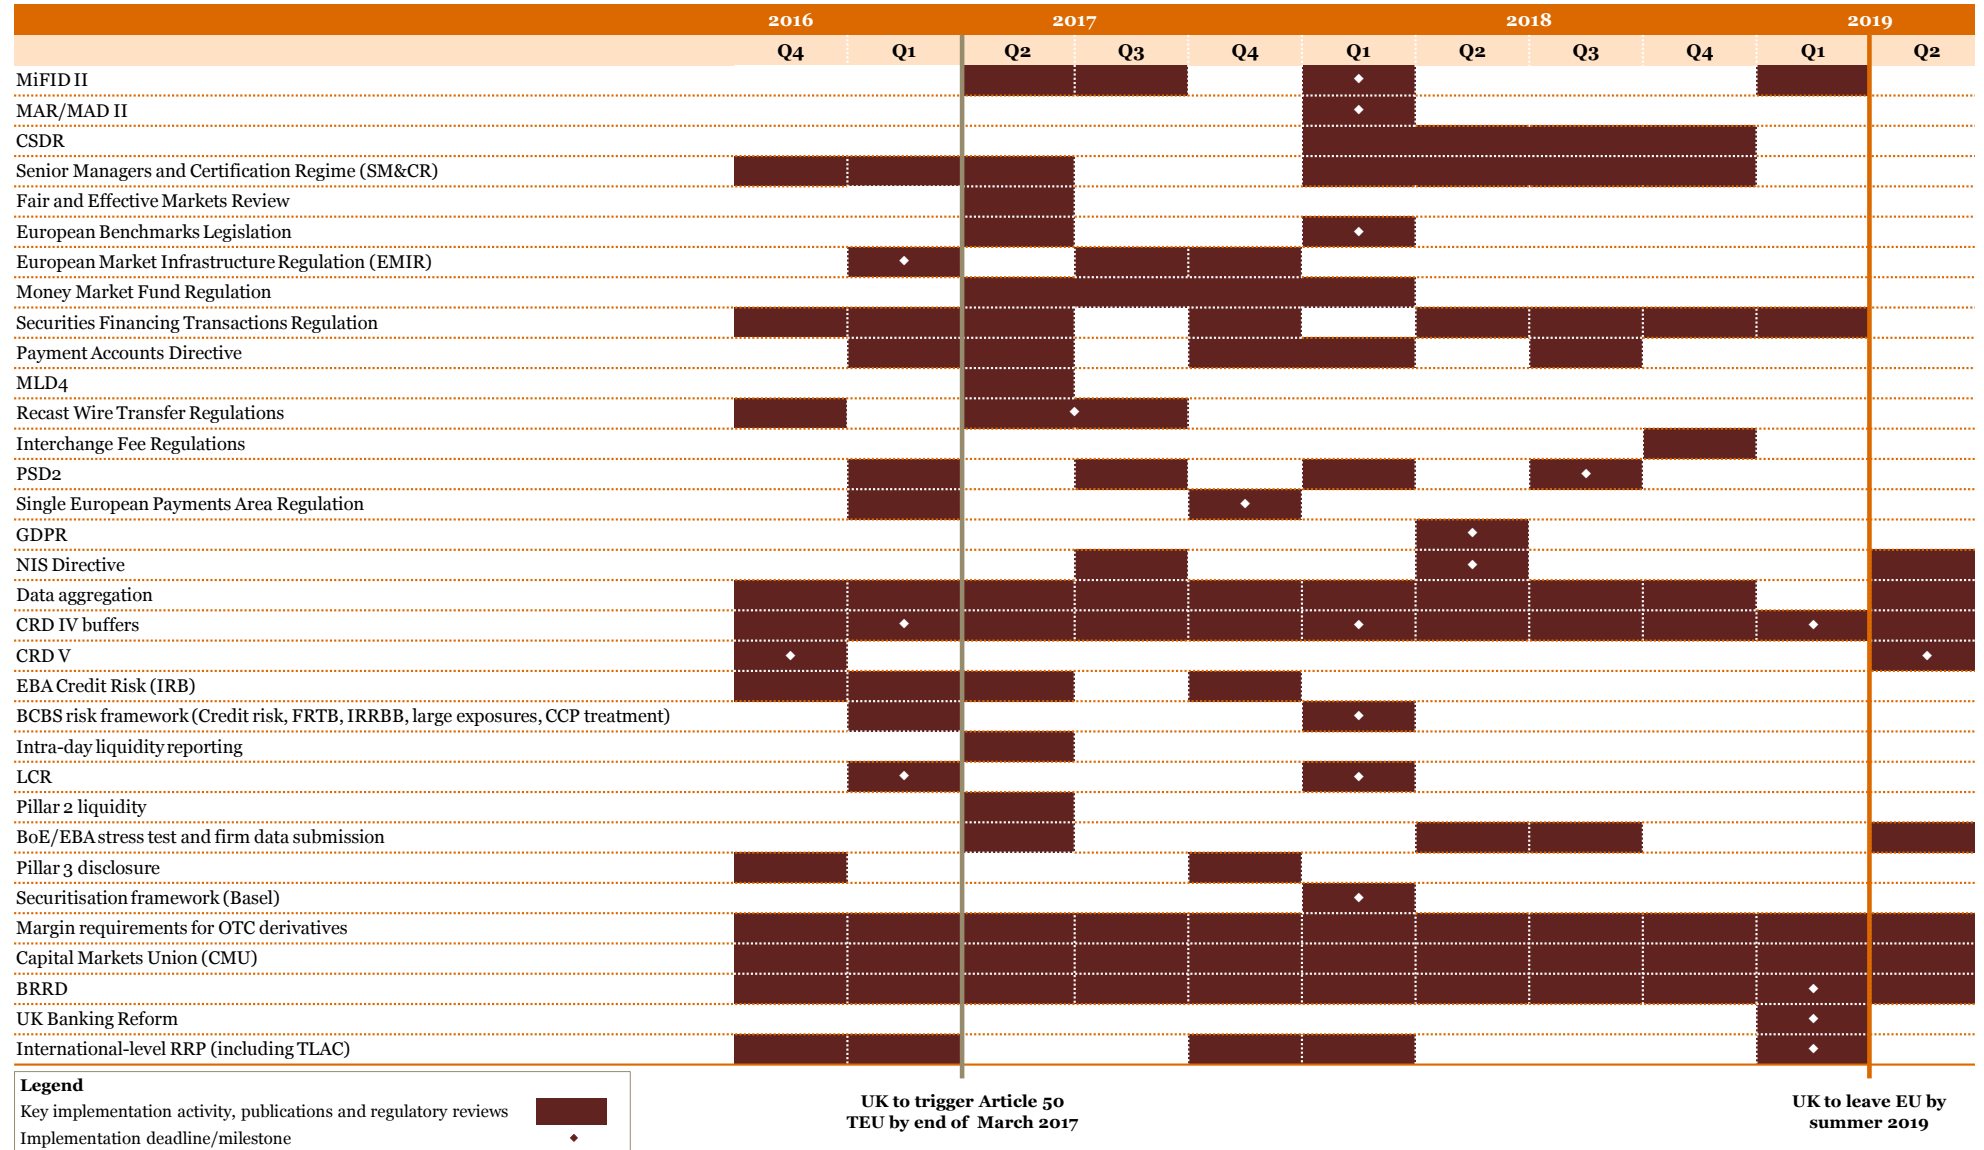 2016 2017 2018 2019
Q4 Q1 Q2 Q3 Q4 Q1 Q2 Q3 Q4 Q1 Q2
MiFID II
MAR/MAD II
CSDR
Senior Managers and Certification Regime (SM&CR)
Fair and Effective Markets Review
European Benchmarks Legislation
European Market Infrastructure Regulation (EMIR)
Money Market Fund Regulation
Securities Financing Transactions Regulation
Payment Accounts Directive
MLD4
Recast Wire Transfer Regulations
Interchange Fee Regulations
PSD2
Single European Payments Area Regulation
GDPR
NIS Directive
Data aggregation
CRD IV buffers
CRD V
EBA Credit Risk (IRB)
BCBS risk framework (Credit risk, FRTB, IRRBB, large exposures, CCP treatment)
Intra-day liquidity reporting
LCR
Pillar 2 liquidity
BoE/EBA stress test and firm data submission
Pillar 3 disclosure
Securitisation framework (Basel)
Margin requirements for OTC derivatives
Capital Markets Union (CMU)
BRRD
UK Banking Reform
International-level RRP (including TLAC)
Legend
Key implementation activity, publications and regulatory reviews
Implementation deadline/milestone
UK to trigger Article 50
TEU by end of March 2017
UK to leave EU by
summer 2019